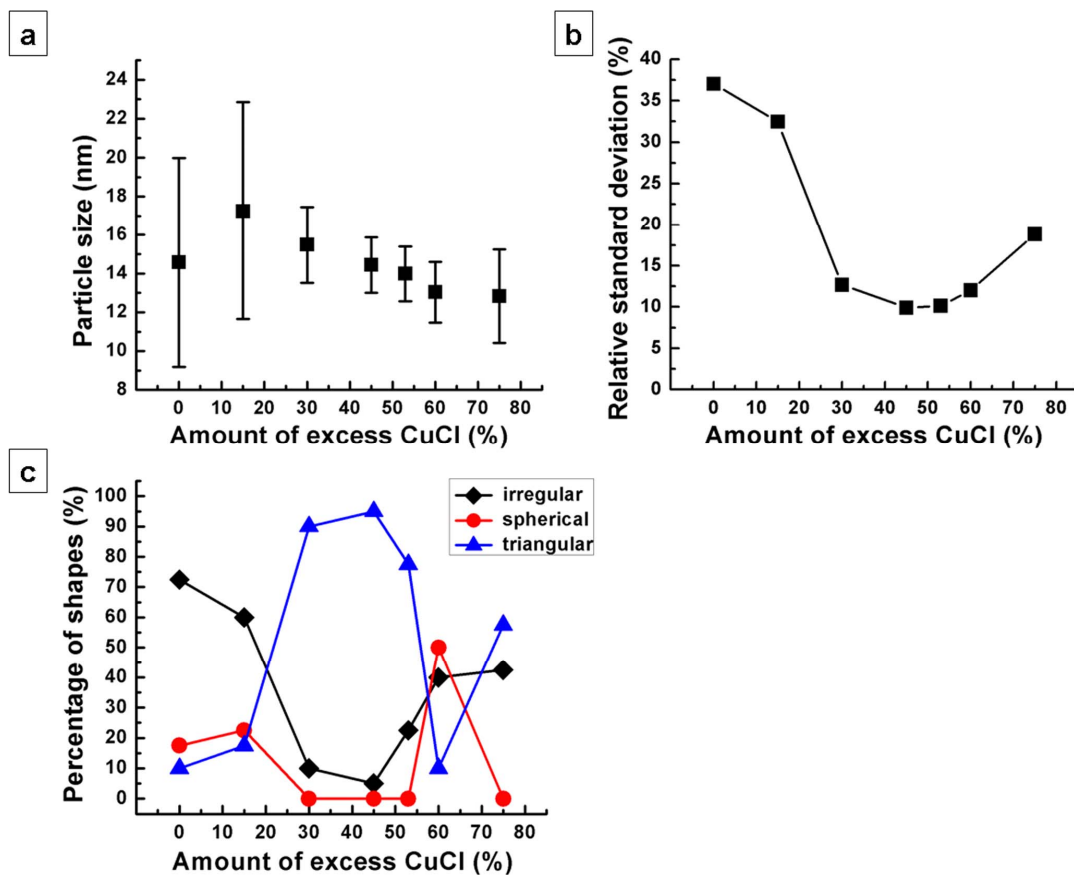 a
24
22
20
18
16
14
12
10
8
Particle size (nm)
0 10 20 30 40 50 60 70 80
Amount of excess CuCl (%)
b
40
35
30
25
20
15
10
5
0
Relative standard deviation (%)
0 10 20 30 40 50 60 70 80
Amount of excess CuCl (%)
c
100
90
80
70
60
50
40
30
20
10
0
Percentage of shapes (%)
irregular
spherical
triangular
0 10 20 30 40 50 60 70 80
Amount of excess CuCl (%)